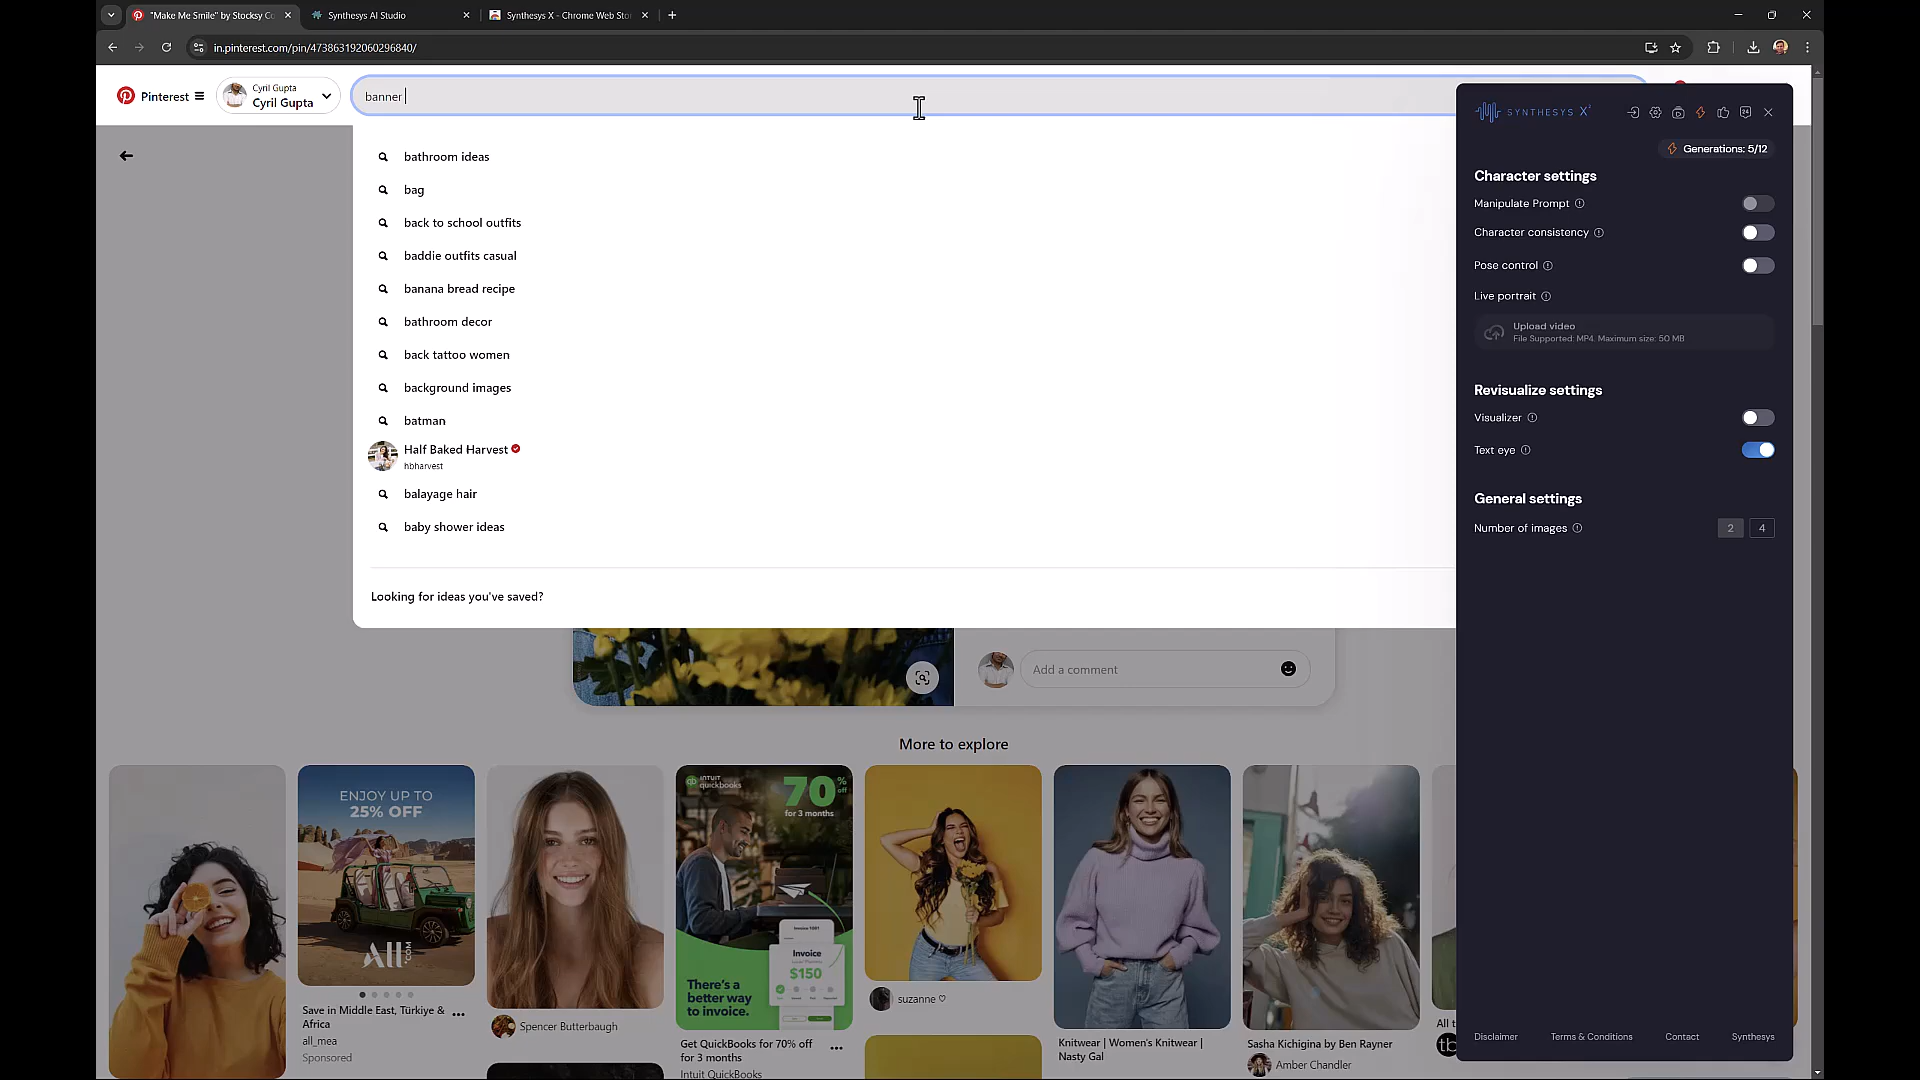 "Make Me Smile" by Stocksy Co
Synthesys AI Studio
Synthesys X - Chrome Web Sto
in.pinterest.com/pin/473863192060296840/
Pinterest
Cyril Gupta
Cyril Gupta
banner
bathroom ideas
bag
back to school outfits
baddie outfits casual
banana bread recipe
bathroom decor
back tattoo women
background images
batman
Half Baked Harvest
hbharvest
balayage hair
baby shower ideas
Looking for ideas you've saved?
Add a comment
More to explore
ENJOY UP TO
25% OFF
ALL.COM
Save in Middle East, Türkiye &
Africa
all_mea
Sponsored
Spencer Butterbaugh
INTUIT
quickbooks
70% off
for 3 months
Invoice 1001
Invoice
$150
There's a
better way
to invoice.
Get QuickBooks for 70% off
for 3 months
Intuit QuickBooks
suzanne ♡
Knitwear | Women's Knitwear |
Nasty Gal
Sasha Kichigina by Ben Rayner
Amber Chandler
All t
tb
SYNTHESYS X
Generations: 5/12
Character settings
Manipulate Prompt
Character consistency
Pose control
Live portrait
Upload video
File Supported: MP4. Maximum size: 50 MB
Revisualize settings
Visualizer
Text eye
General settings
Number of images
2
4
Disclaimer
Terms & Conditions
Contact
Synthesys